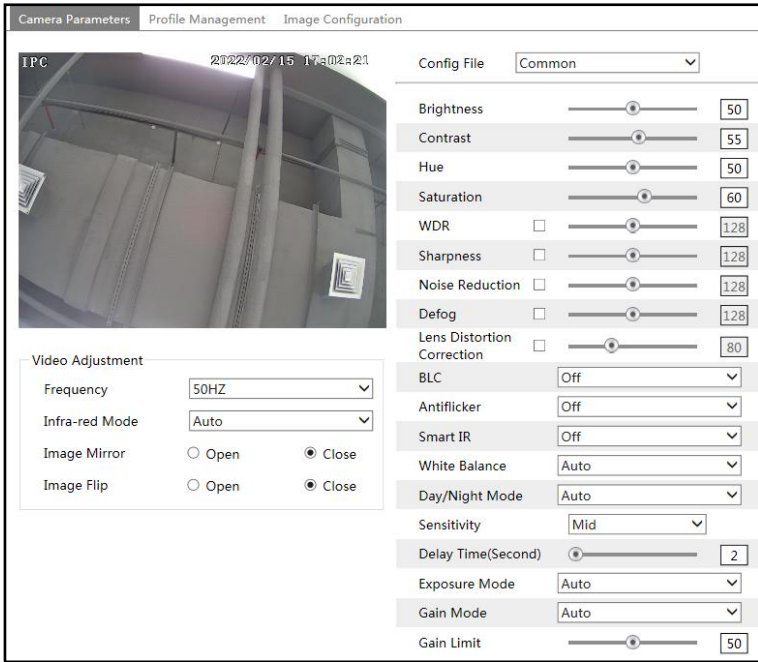 Camera Parameters Profile Management Image Configuration
IPC 2022/02/15 17:02:21
Config File Common
Brightness 50
Contrast 55
Hue 50
Saturation 60
WDR 128
Sharpness 128
Noise Reduction 128
Defog 128
Lens Distortion
Correction 80
BLC Off
Antiflicker Off
Smart IR Off
White Balance Auto
Day/Night Mode Auto
Sensitivity Mid
Delay Time(Second) 2
Exposure Mode Auto
Gain Mode Auto
Gain Limit 50
Video Adjustment
Frequency 50HZ
Infra-red Mode Auto
Image Mirror Open Close
Image Flip Open Close